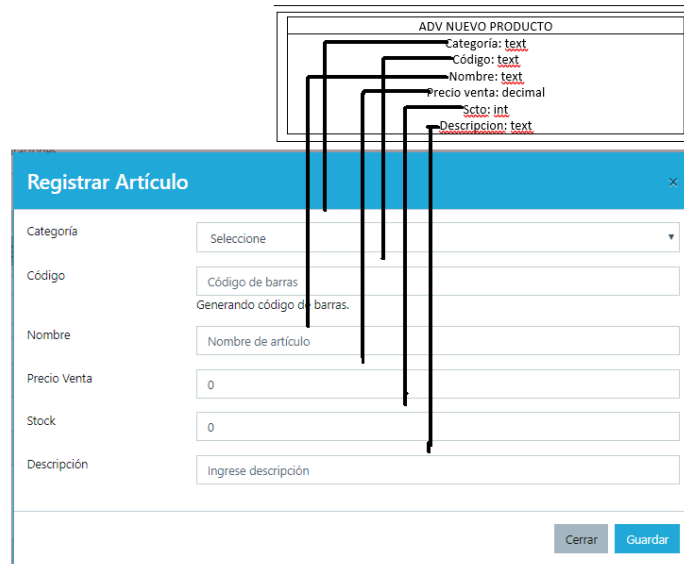 ADV NUEVO PRODUCTO
Categoría: text
Código: text
Nombre: text
Precio venta: decimal
Scto: int
Descripcion: text
Registrar Artículo ×
Categoría Seleccione
Código Código de barras
Generando código de barras.
Nombre Nombre de artículo
Precio Venta 0
Stock 0
Descripción Ingrese descripción
Cerrar Guardar